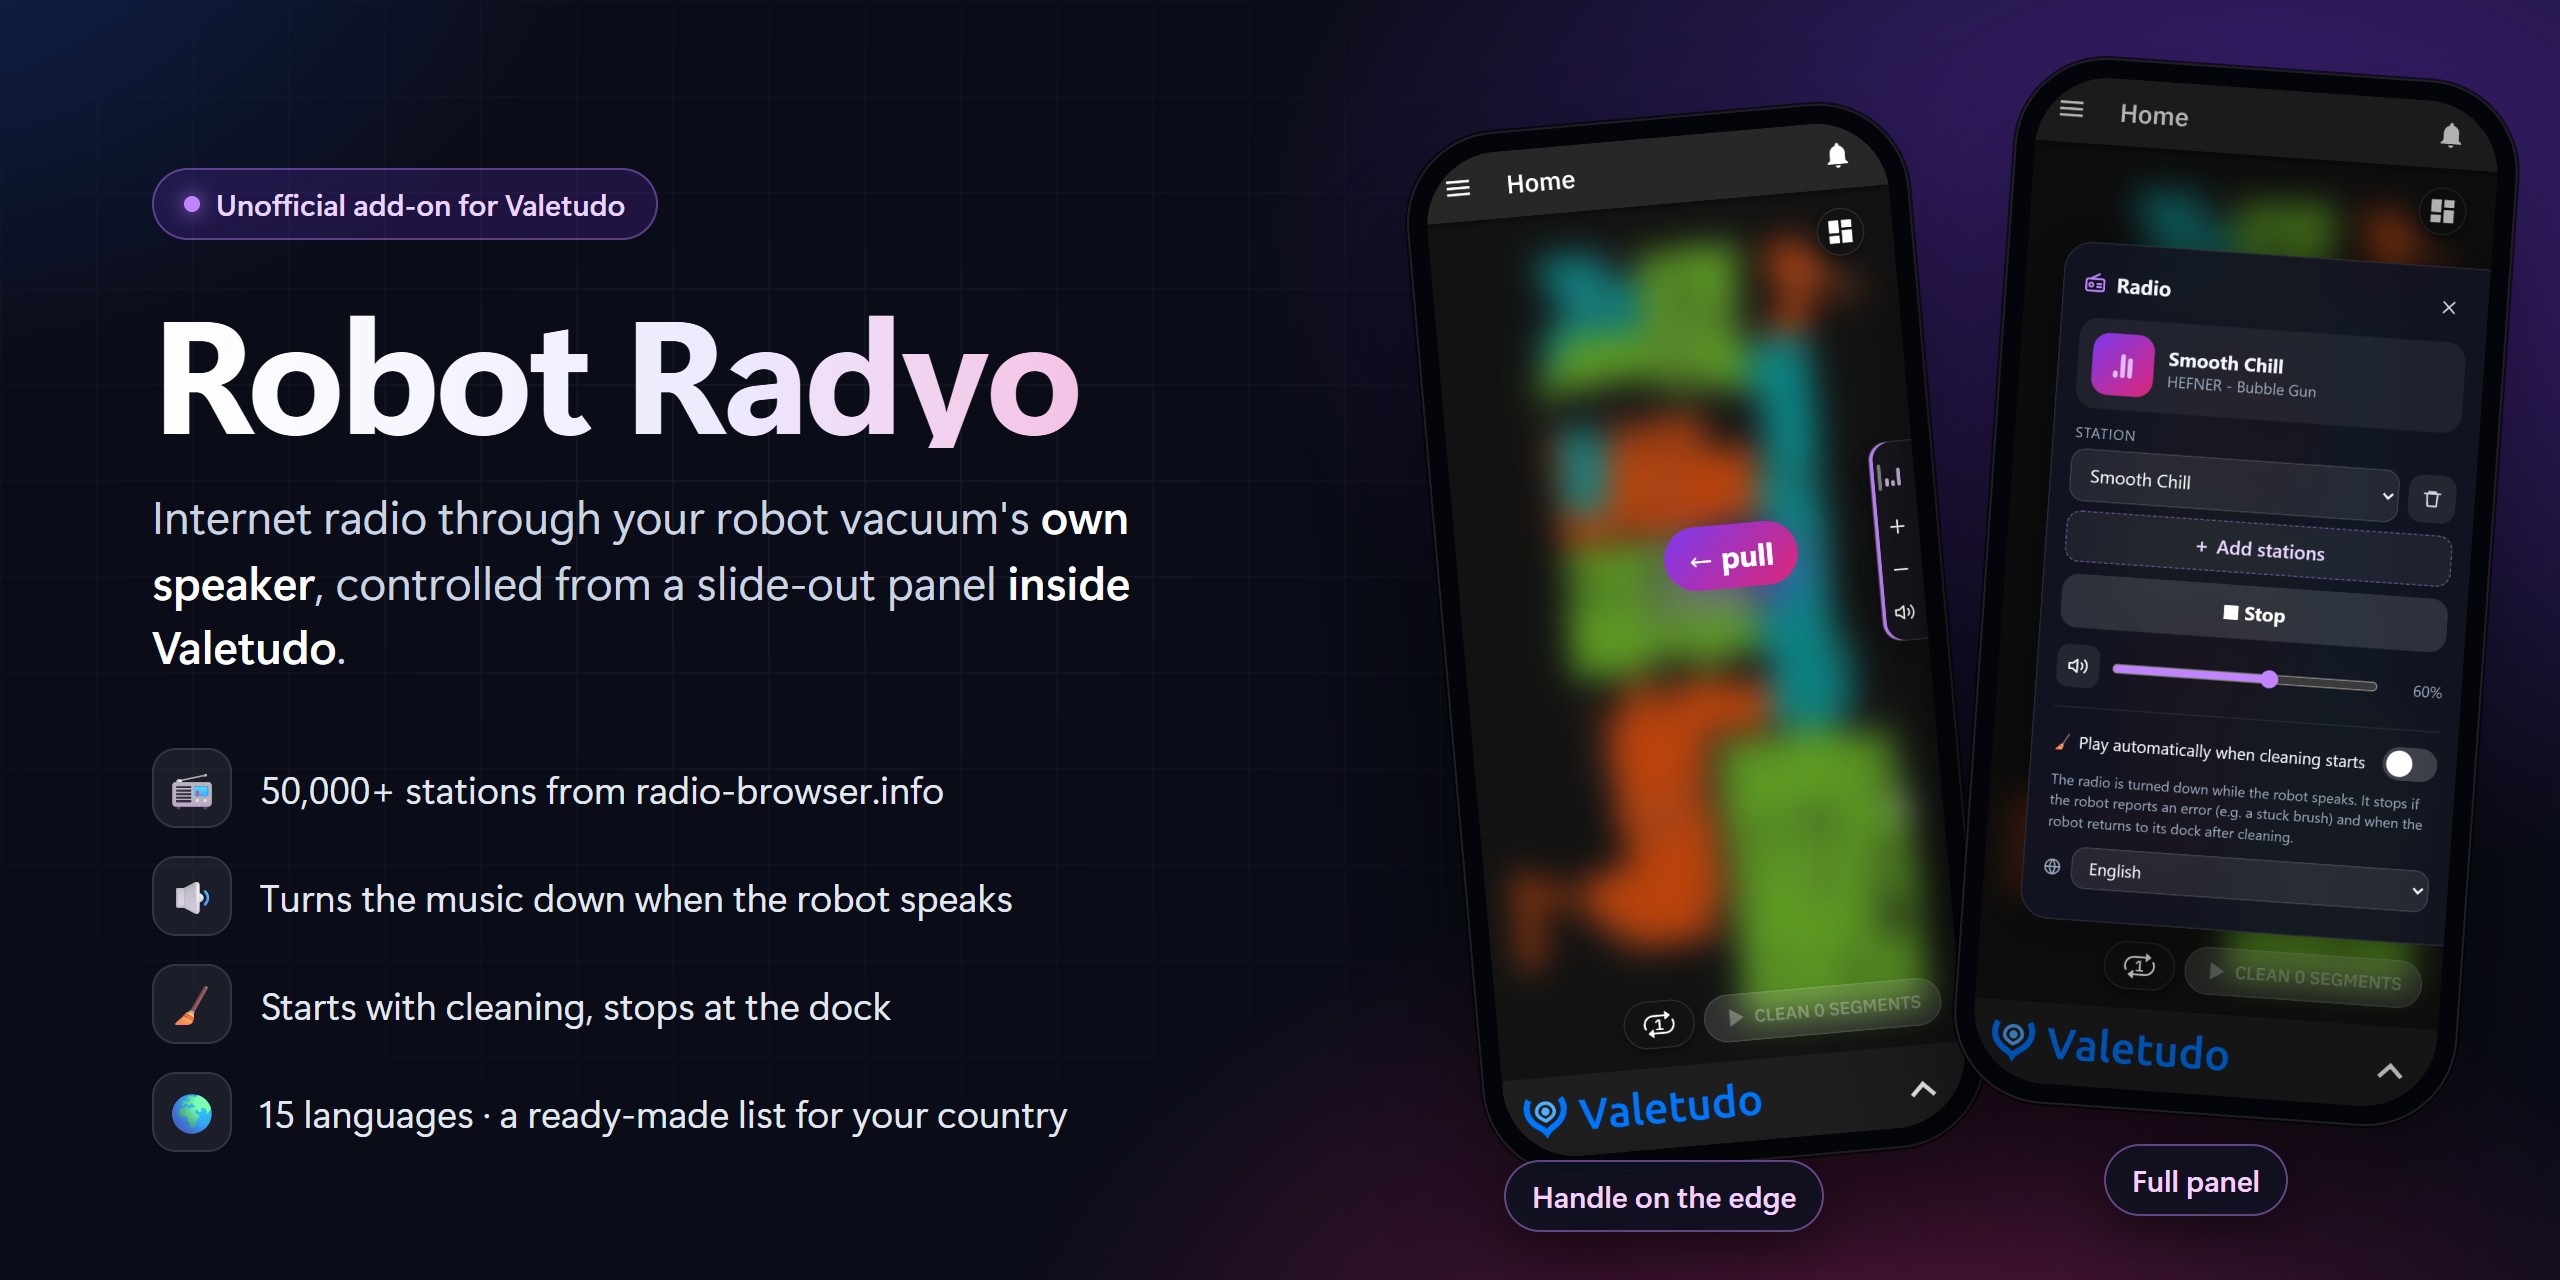 Unofficial add-on for Valetudo
Robot Radyo
Internet radio through your robot vacuum's own
speaker, controlled from a slide-out panel inside
Valetudo.
50,000+ stations from radio-browser.info
Turns the music down when the robot speaks
Starts with cleaning, stops at the dock
15 languages · a ready-made list for your country
Home
← pull
+
−
1
CLEAN 0 SEGMENTS
Valetudo
Handle on the edge
Home
Radio
Smooth Chill
HEFNER - Bubble Gun
STATION
Smooth Chill
+ Add stations
Stop
60%
Play automatically when cleaning starts
The radio is turned down while the robot speaks. It stops if
the robot reports an error (e.g. a stuck brush) and when the
robot returns to its dock after cleaning.
English
1
CLEAN 0 SEGMENTS
Valetudo
Full panel